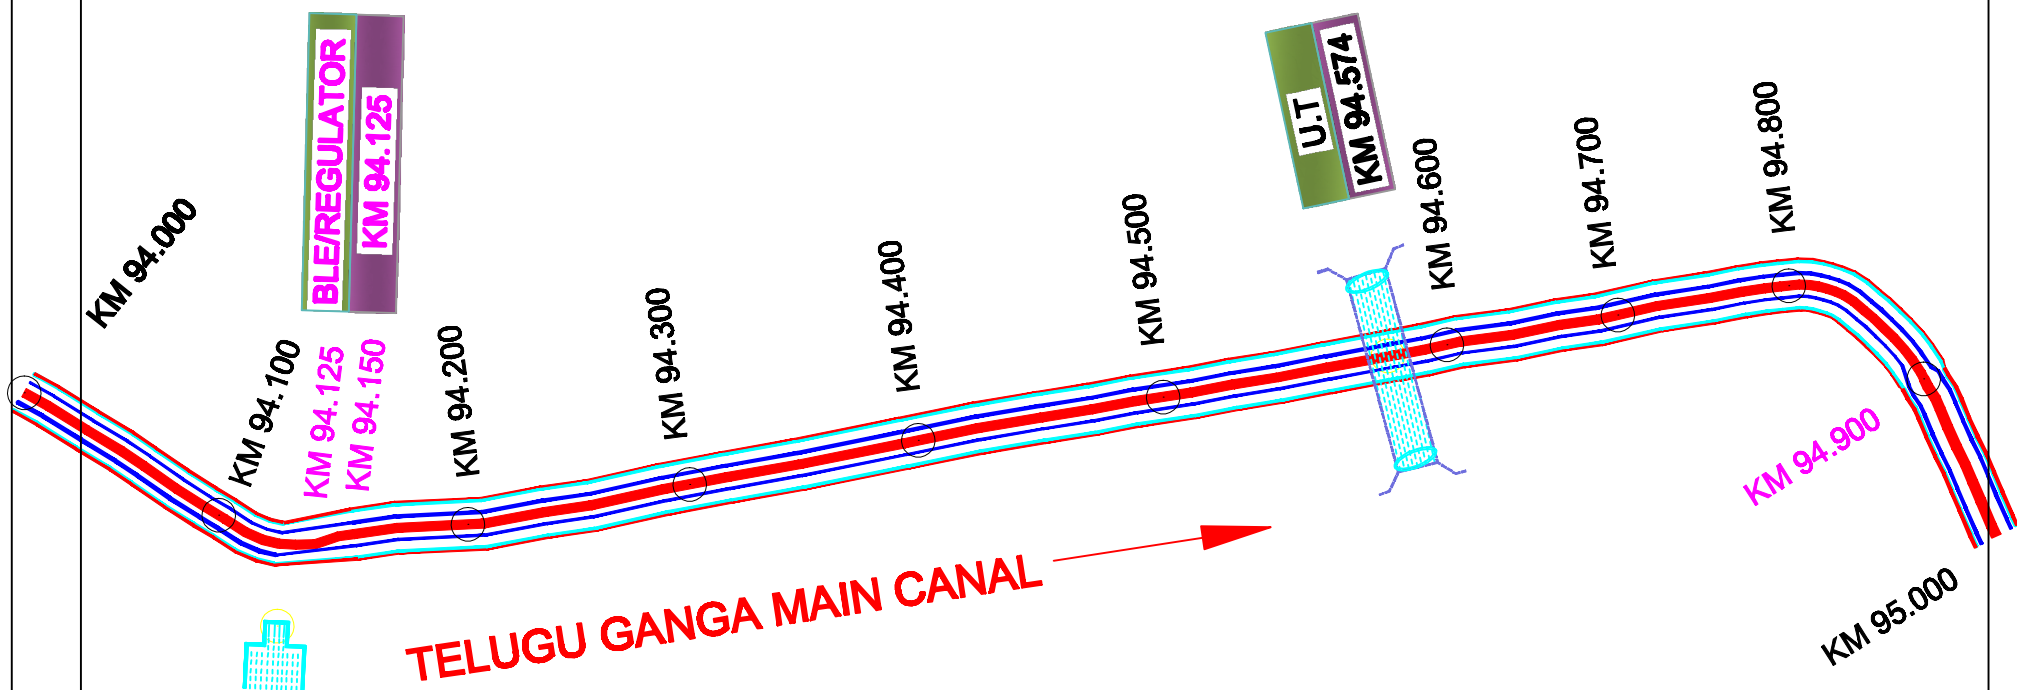 KM 94.000
KM 94.100
BLE/REGULATOR
KM 94.125
KM 94.125
KM 94.150
KM 94.200
KM 94.300
KM 94.400
KM 94.500
U.T
KM 94.574
KM 94.600
KM 94.700
KM 94.800
KM 94.900
KM 95.000
TELUGU GANGA MAIN CANAL